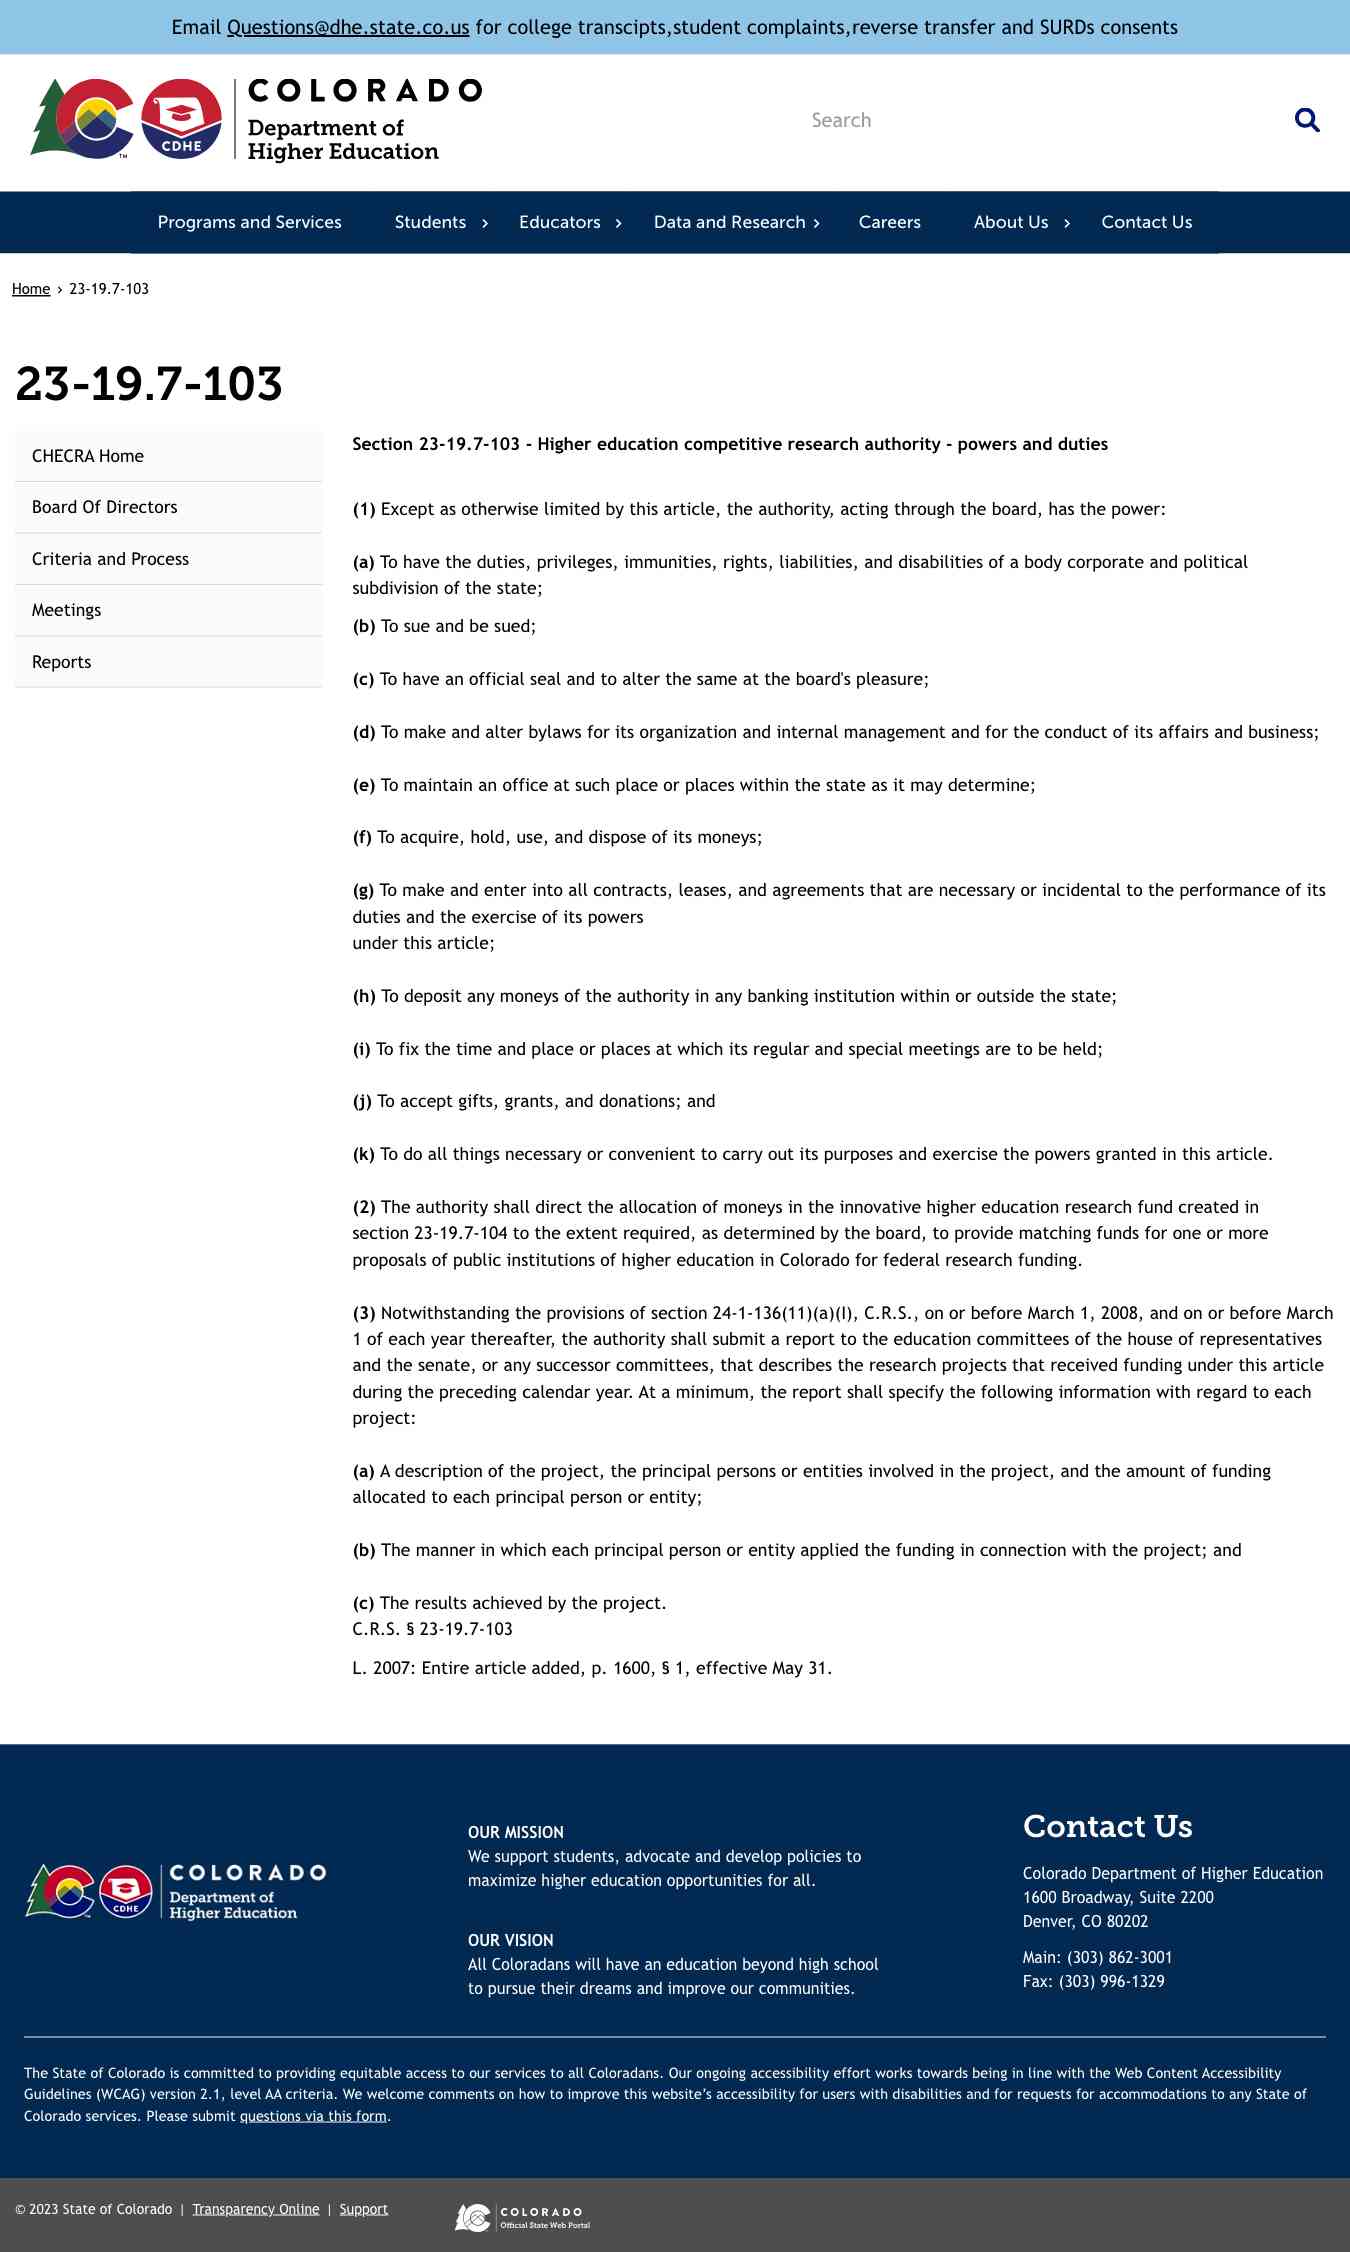 Email Questions@dhe.state.co.us for college transcipts,student complaints,reverse transfer and SURDs consents
CDHE
TM
COLORADO
Department of
Higher Education
Search
Programs and Services Students › Educators › Data and Research › Careers About Us › Contact Us
Home › 23-19.7-103
23-19.7-103
CHECRA Home
Board Of Directors
Criteria and Process
Meetings
Reports
Section 23-19.7-103 - Higher education competitive research authority - powers and duties
(1) Except as otherwise limited by this article, the authority, acting through the board, has the power:
(a) To have the duties, privileges, immunities, rights, liabilities, and disabilities of a body corporate and political
subdivision of the state;
(b) To sue and be sued;
(c) To have an official seal and to alter the same at the board's pleasure;
(d) To make and alter bylaws for its organization and internal management and for the conduct of its affairs and business;
(e) To maintain an office at such place or places within the state as it may determine;
(f) To acquire, hold, use, and dispose of its moneys;
(g) To make and enter into all contracts, leases, and agreements that are necessary or incidental to the performance of its
duties and the exercise of its powers
under this article;
(h) To deposit any moneys of the authority in any banking institution within or outside the state;
(i) To fix the time and place or places at which its regular and special meetings are to be held;
(j) To accept gifts, grants, and donations; and
(k) To do all things necessary or convenient to carry out its purposes and exercise the powers granted in this article.
(2) The authority shall direct the allocation of moneys in the innovative higher education research fund created in
section 23-19.7-104 to the extent required, as determined by the board, to provide matching funds for one or more
proposals of public institutions of higher education in Colorado for federal research funding.
(3) Notwithstanding the provisions of section 24-1-136(11)(a)(I), C.R.S., on or before March 1, 2008, and on or before March
1 of each year thereafter, the authority shall submit a report to the education committees of the house of representatives
and the senate, or any successor committees, that describes the research projects that received funding under this article
during the preceding calendar year. At a minimum, the report shall specify the following information with regard to each
project:
(a) A description of the project, the principal persons or entities involved in the project, and the amount of funding
allocated to each principal person or entity;
(b) The manner in which each principal person or entity applied the funding in connection with the project; and
(c) The results achieved by the project.
C.R.S. § 23-19.7-103
L. 2007: Entire article added, p. 1600, § 1, effective May 31.
CDHE
TM
COLORADO
Department of
Higher Education
OUR MISSION
We support students, advocate and develop policies to
maximize higher education opportunities for all.
OUR VISION
All Coloradans will have an education beyond high school
to pursue their dreams and improve our communities.
Contact Us
Colorado Department of Higher Education
1600 Broadway, Suite 2200
Denver, CO 80202
Main: (303) 862-3001
Fax: (303) 996-1329
The State of Colorado is committed to providing equitable access to our services to all Coloradans. Our ongoing accessibility effort works towards being in line with the Web Content Accessibility
Guidelines (WCAG) version 2.1, level AA criteria. We welcome comments on how to improve this website’s accessibility for users with disabilities and for requests for accommodations to any State of
Colorado services. Please submit questions via this form.
© 2023 State of Colorado | Transparency Online | Support
COLORADO
Official State Web Portal